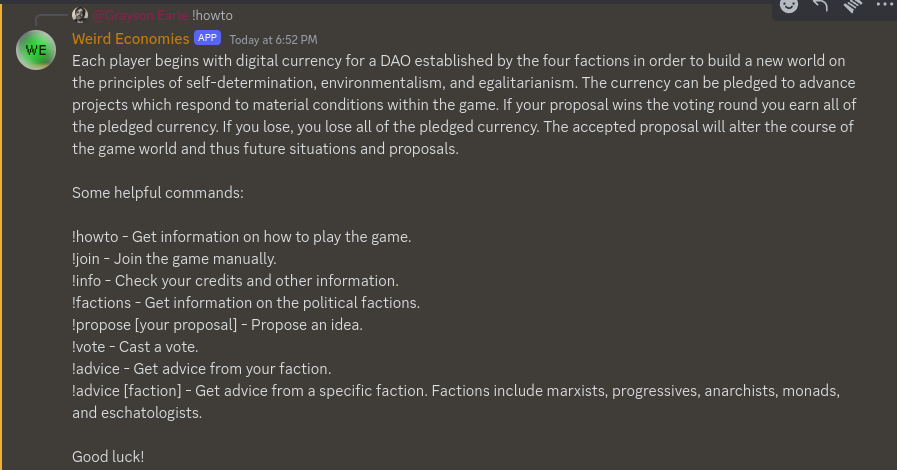 @Grayson Earle !howto
WE
Weird Economies APP Today at 6:52 PM
Each player begins with digital currency for a DAO established by the four factions in order to build a new world on
the principles of self-determination, environmentalism, and egalitarianism. The currency can be pledged to advance
projects which respond to material conditions within the game. If your proposal wins the voting round you earn all of
the pledged currency. If you lose, you lose all of the pledged currency. The accepted proposal will alter the course of
the game world and thus future situations and proposals.
Some helpful commands:
!howto - Get information on how to play the game.
!join - Join the game manually.
!info - Check your credits and other information.
!factions - Get information on the political factions.
!propose [your proposal] - Propose an idea.
!vote - Cast a vote.
!advice - Get advice from your faction.
!advice [faction] - Get advice from a specific faction. Factions include marxists, progressives, anarchists, monads,
and eschatologists.
Good luck!